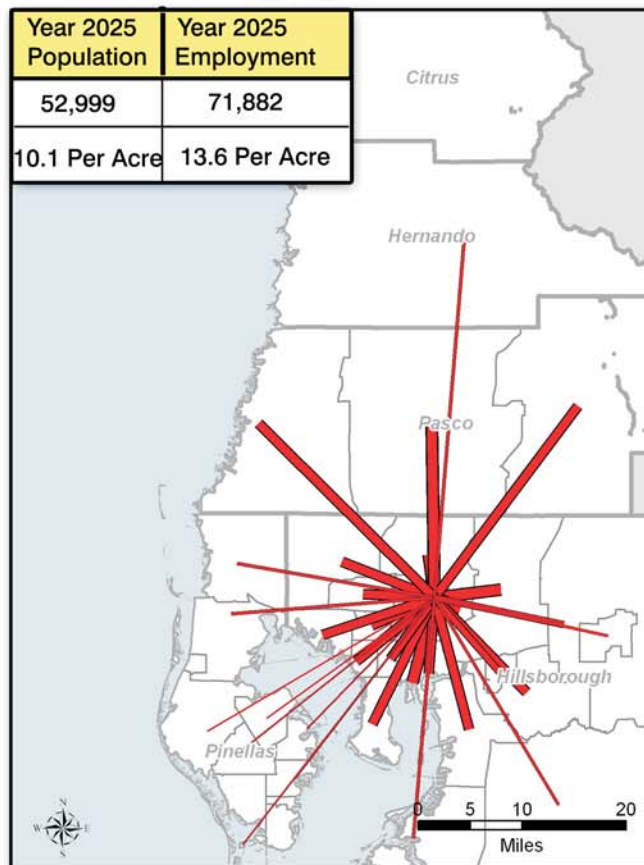 Year 2025 Year 2025
Population Employment
52,999 71,882
10.1 Per Acre 13.6 Per Acre
Citrus
Hernando
Pasco
Hillsborough
Pinellas
N
W E
S
0 5 10 20
Miles